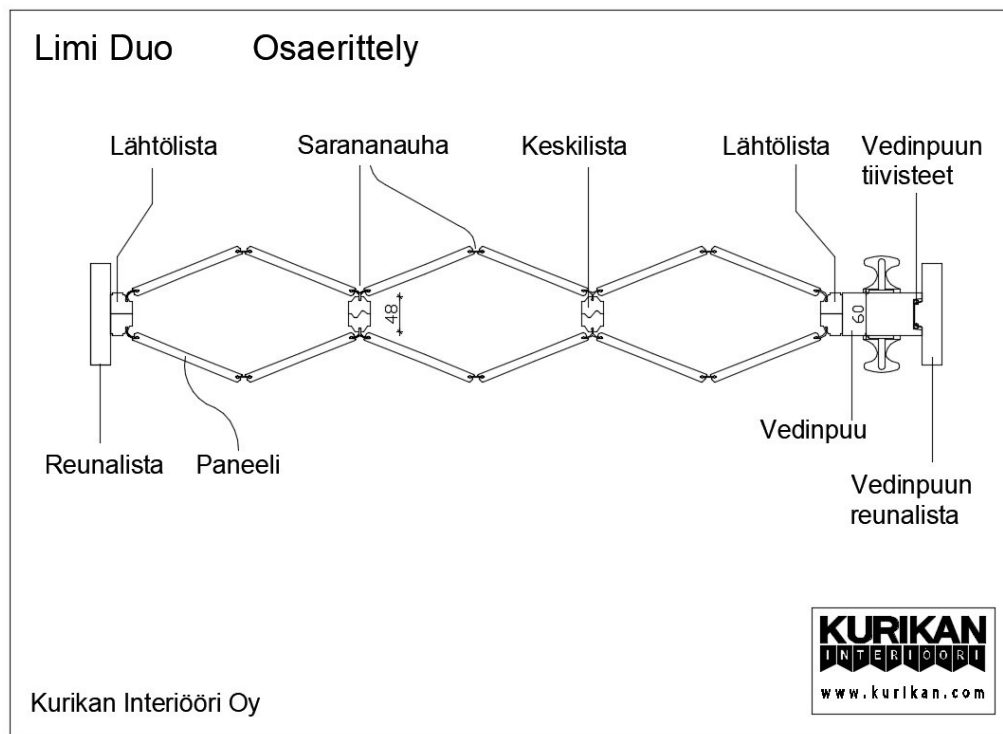 Limi Duo Osaerittely
Lähtölista Sarananauha Keskilista Lähtölista Vedinpuun
tiivisteet
48 60
Vedinpuu
Reunalista Paneeli
Vedinpuun
reunalista
KURIKAN
INTERIÖÖRI
www.kurikan.com
Kurikan Interiööri Oy